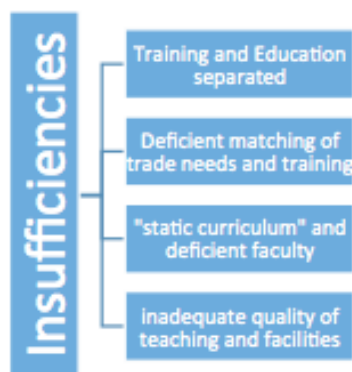 Insufficiencies
Training and Education
separated
Deficient matching of
trade needs and training
"static curriculum" and
deficient faculty
inadequate quality of
teaching and facilities